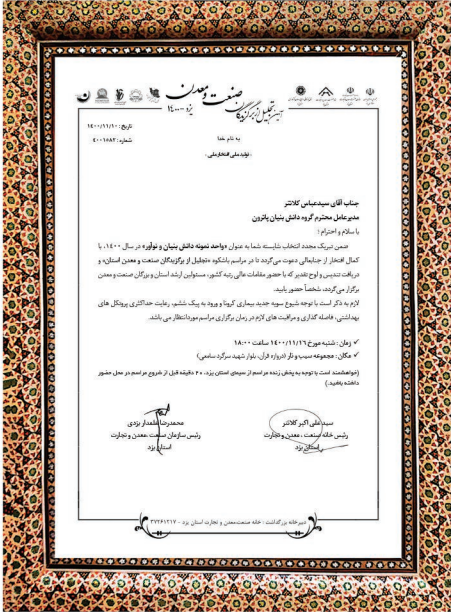 آیین تجلیل از برگزیدگان صنعت و معدن
یزد ۱۴۰۰
تاریخ: ۱۴۰۰/۱۱/۱۰
شماره: ۴۰۰۱۵۸۲
به نام خدا
« تولید ملی افتخار ملی »
جناب آقای سیدعباس کلانتر
مدیرعامل محترم گروه دانش بنیان پاترون
با سلام و احترام ؛
ضمن تبریک مجدد انتخاب شایسته شما به عنوان «واحد نمونه دانش بنیان و نوآور» در سال ۱۴۰۰، با
کمال افتخار از جنابعالی دعوت می گردد تا در مراسم باشکوه «تجلیل از برگزیدگان صنعت و معدن استان» و
دریافت تندیس و لوح تقدیر که با حضور مقامات عالی رتبه کشور، مسئولین ارشد استان و بزرگان صنعت و معدن
برگزار می گردد، شخصاً حضور یابید.
لازم به ذکر است با توجه شیوع سویه جدید بیماری کرونا و ورود به پیک ششم، رعایت حداکثری پروتکل های
بهداشتی، فاصله گذاری و مراقبت های لازم در زمان برگزاری مراسم موردانتظار می باشد.
✓ زمان : شنبه مورخ ۱۴۰۰/۱۱/۲۶ ساعت ۱۸:۰۰
✓ مکان : مجموعه سیب و نار (دروازه قرآن، بلوار شهید سرگرد سامعی)
(خواهشمند است با توجه به پخش زنده مراسم از سیمای استان یزد، ۴۰ دقیقه قبل از شروع مراسم در محل حضور
داشته باشید.)
سید علی اکبر کلانتر
رئیس خانه صنعت ، معدن و تجارت
استان یزد
محمدرضا علمدار یزدی
رئیس سازمان صنعت ،معدن و تجارت
استان یزد
دبیرخانه بزرگداشت : خانه صنعت،معدن و تجارت استان یزد - ۳۷۲۶۱۲۱۷